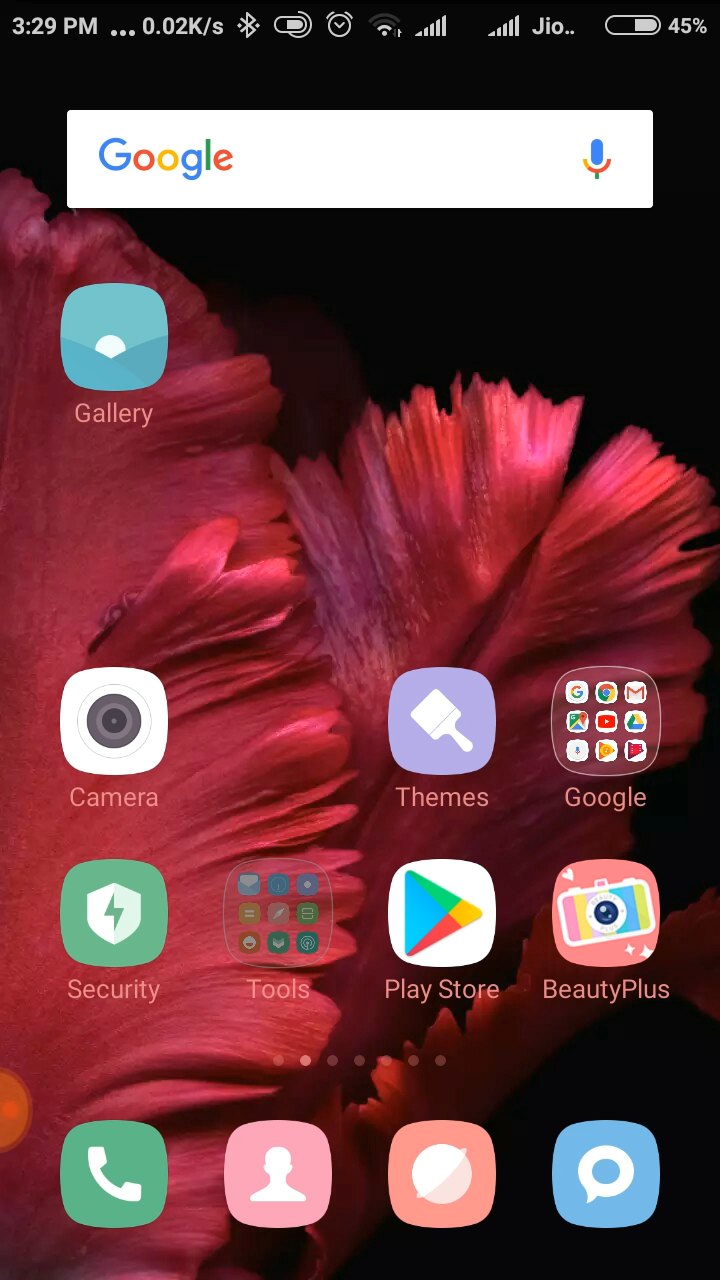 3:29 PM ... 0.02K/s Jio.. 45%
Google
Gallery
Camera Themes Google
Security Tools Play Store BeautyPlus